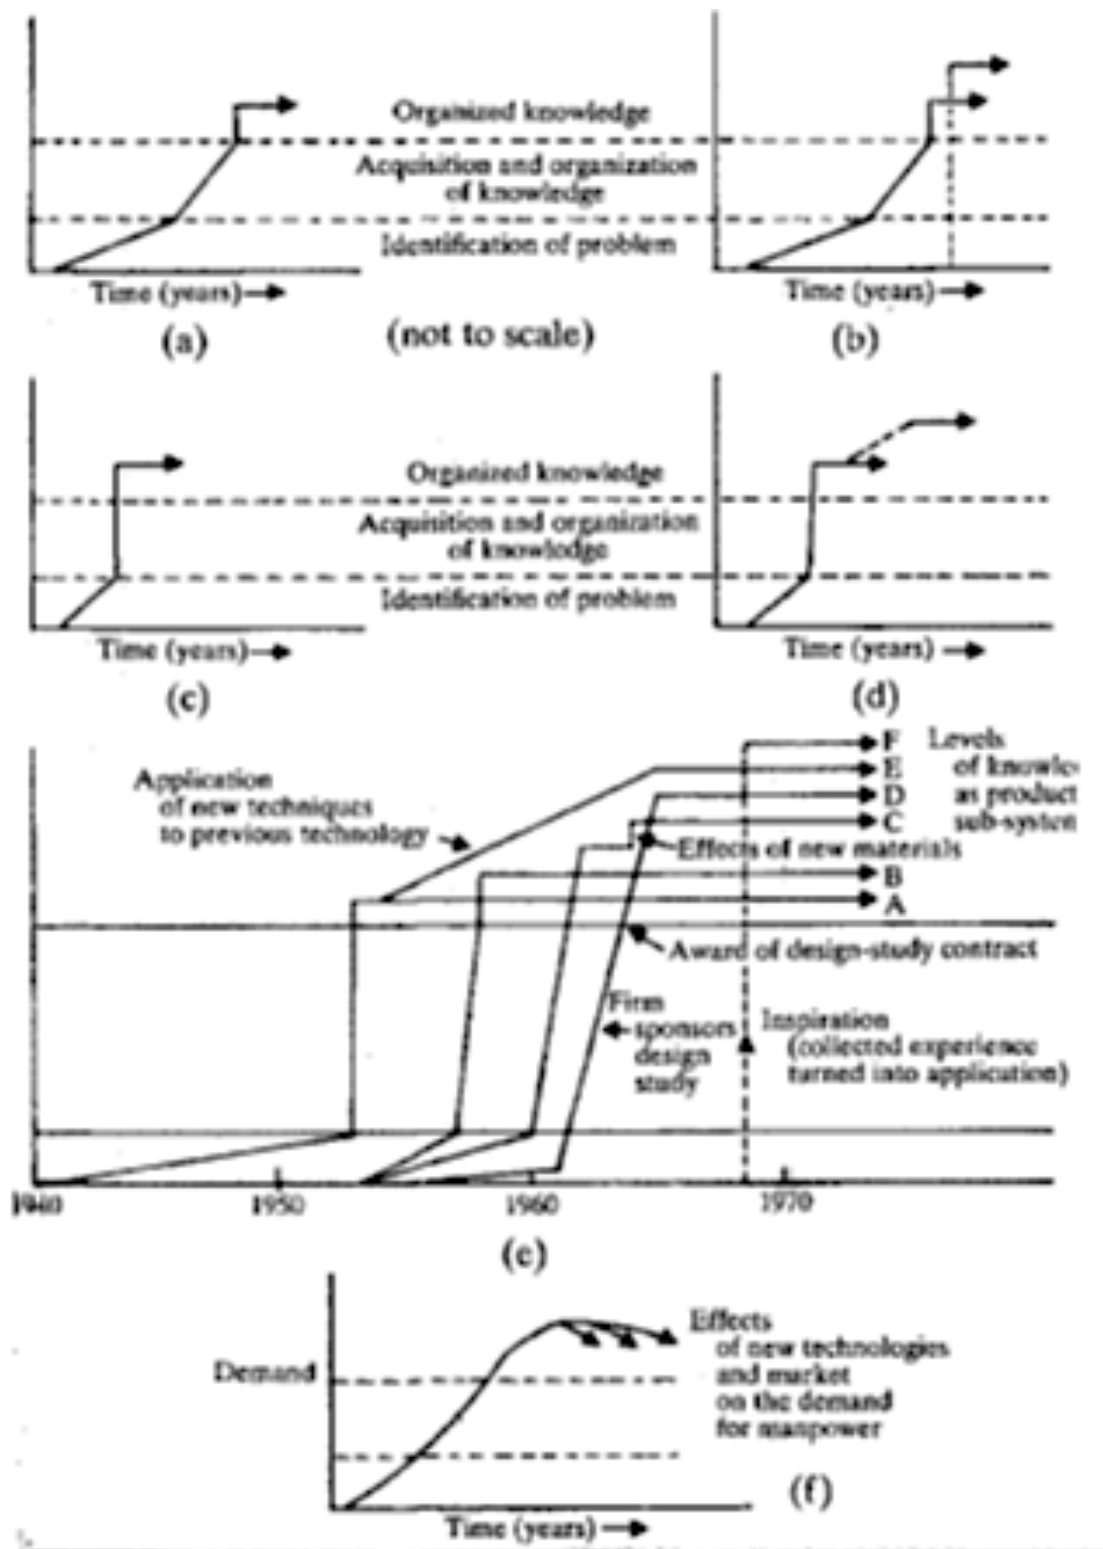 Organized knowledge
Acquisition and organization
of knowledge
Identification of problem
Time (years)
Time (years)
(a)
(not to scale)
(b)
Organized knowledge
Acquisition and organization
of knowledge
Identification of problem
Time (years)
Time (years)
(c)
(d)
Application
of new techniques
to previous technology
F
E
D
C
B
A
Levels
of knowle
as product
sub-system
Effects of new materials
Award of design-study contract
Firm
sponsors
design
study
Inspiration
(collected experience
turned into application)
1940
1950
1960
1970
(e)
Demand
Effects
of new technologies
and market
on the demand
for manpower
(f)
Time (years)